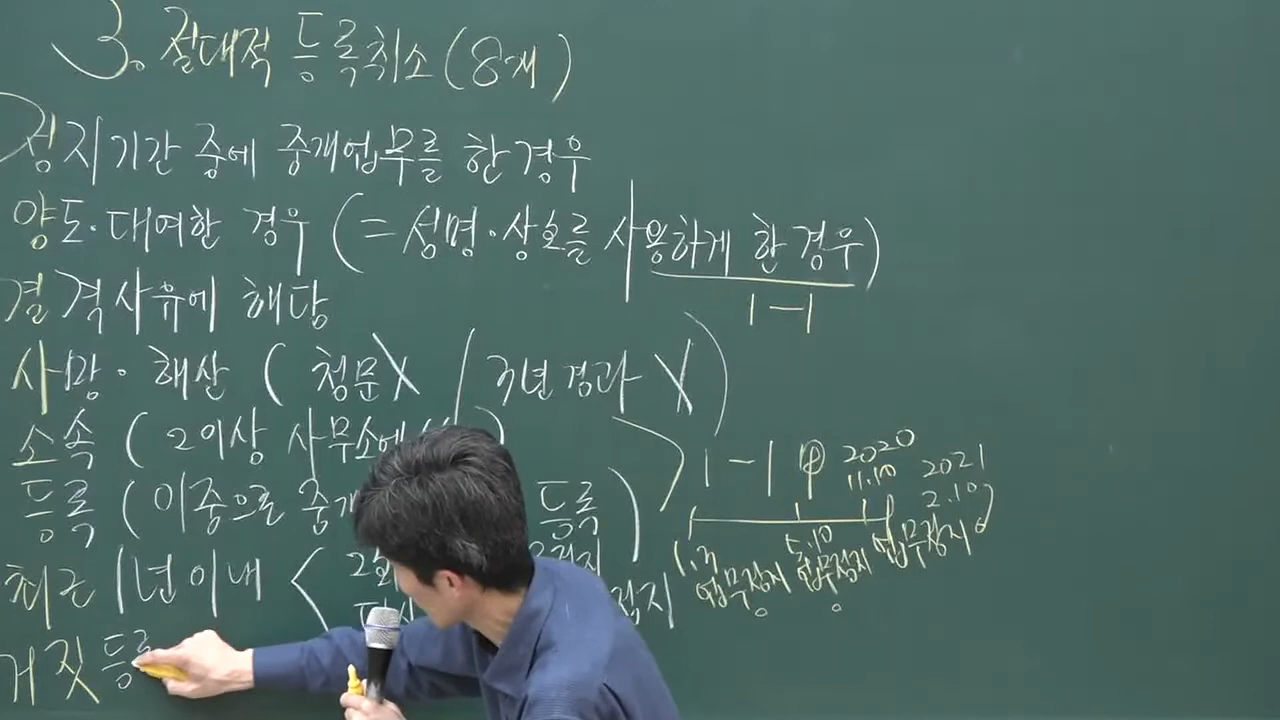 3. 절대적 등록취소 (8개)
정지기간 중에 중개업무를 한 경우
양도·대여한 경우 (= 성명·상호를 사용하게 한 경우)
1-1
결격사유에 해당
사망·해산 (청문X / 5년 경과 X)
소속 (2이상 사무소에
등록 (이중으로 중개 등록)
1-1
2020
11.10
2021
2.10
5.10
업무정지 업무정지 업무정지
최근 1년 이내 < 2회
정지
거짓 등록